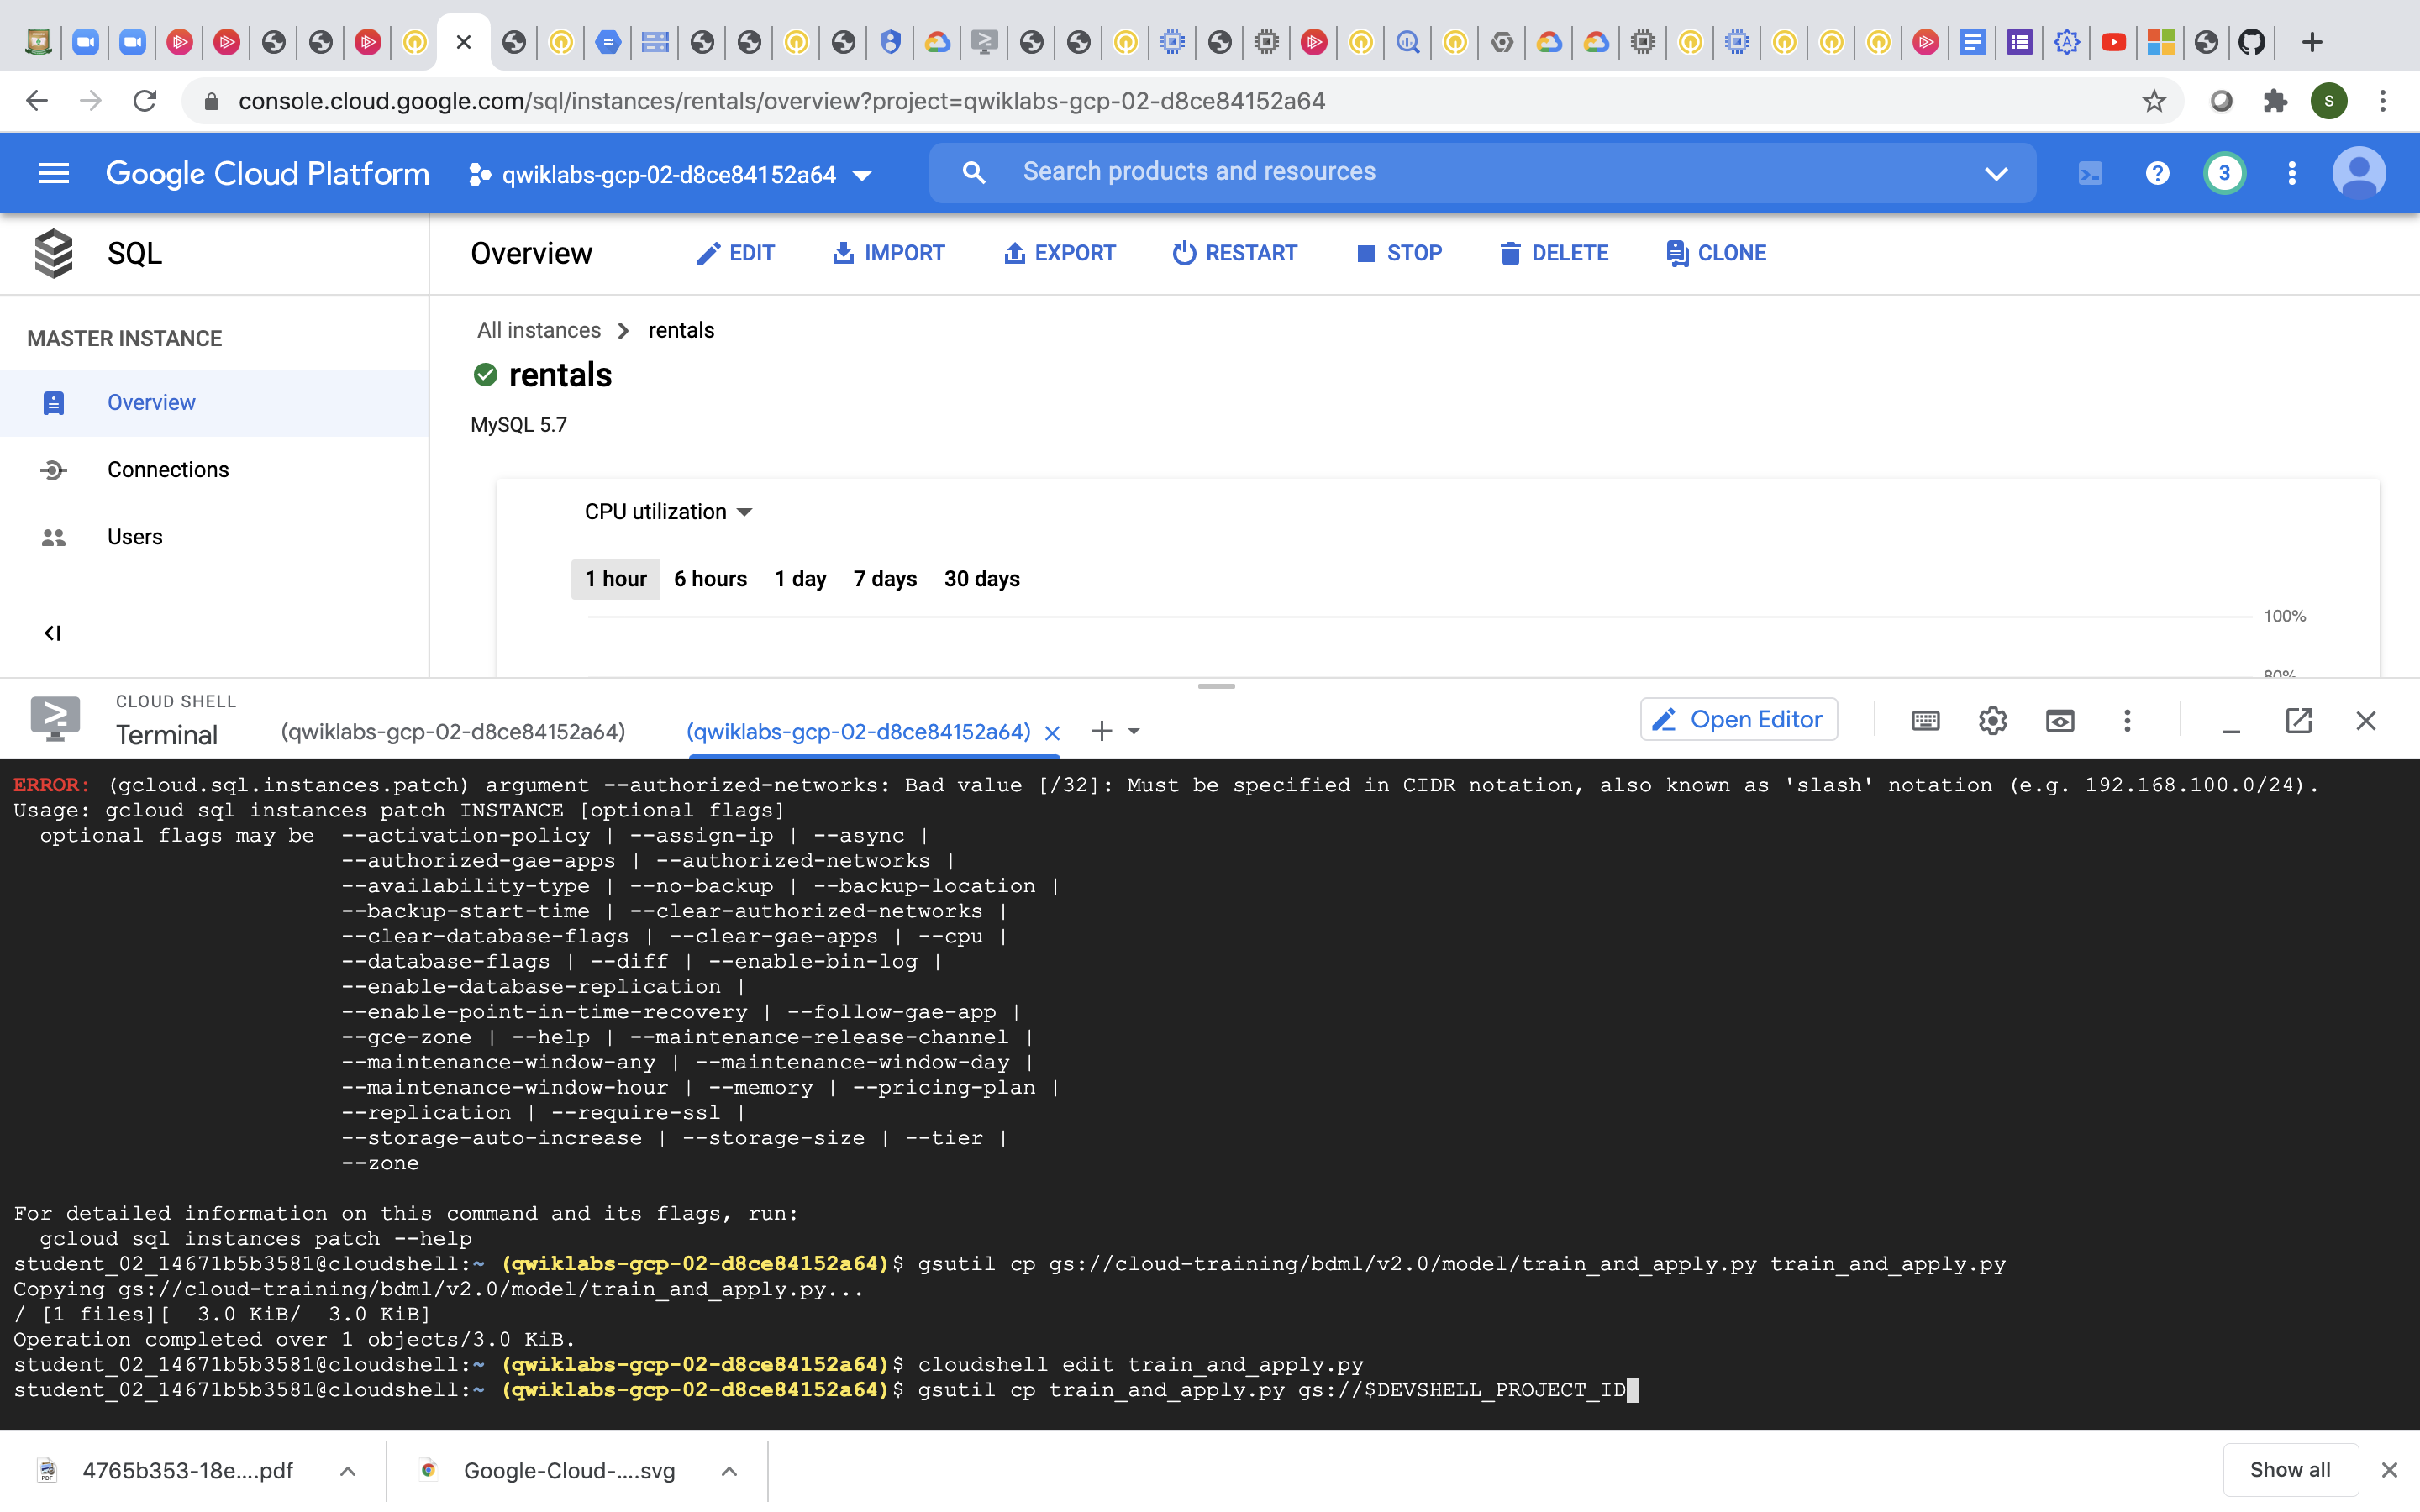 console.cloud.google.com/sql/instances/rentals/overview?project=qwiklabs-gcp-02-d8ce84152a64
S
Google Cloud Platform
qwiklabs-gcp-02-d8ce84152a64
Search products and resources
3
SQL
Overview
EDIT
IMPORT
EXPORT
RESTART
STOP
DELETE
CLONE
MASTER INSTANCE
Overview
Connections
Users
All instances
rentals
rentals
MySQL 5.7
CPU utilization
1 hour
6 hours
1 day
7 days
30 days
100%
80%
CLOUD SHELL
Terminal
(qwiklabs-gcp-02-d8ce84152a64)
(qwiklabs-gcp-02-d8ce84152a64)
Open Editor
ERROR: (gcloud.sql.instances.patch) argument --authorized-networks: Bad value [/32]: Must be specified in CIDR notation, also known as 'slash' notation (e.g. 192.168.100.0/24).
Usage: gcloud sql instances patch INSTANCE [optional flags]
optional flags may be --activation-policy | --assign-ip | --async |
--authorized-gae-apps | --authorized-networks |
--availability-type | --no-backup | --backup-location |
--backup-start-time | --clear-authorized-networks |
--clear-database-flags | --clear-gae-apps | --cpu |
--database-flags | --diff | --enable-bin-log |
--enable-database-replication |
--enable-point-in-time-recovery | --follow-gae-app |
--gce-zone | --help | --maintenance-release-channel |
--maintenance-window-any | --maintenance-window-day |
--maintenance-window-hour | --memory | --pricing-plan |
--replication | --require-ssl |
--storage-auto-increase | --storage-size | --tier |
--zone
For detailed information on this command and its flags, run:
gcloud sql instances patch --help
student_02_14671b5b3581@cloudshell:~ (qwiklabs-gcp-02-d8ce84152a64)$ gsutil cp gs://cloud-training/bdml/v2.0/model/train_and_apply.py train_and_apply.py
Copying gs://cloud-training/bdml/v2.0/model/train_and_apply.py...
/ [1 files][  3.0 KiB/  3.0 KiB]
Operation completed over 1 objects/3.0 KiB.
student_02_14671b5b3581@cloudshell:~ (qwiklabs-gcp-02-d8ce84152a64)$ cloudshell edit train_and_apply.py
student_02_14671b5b3581@cloudshell:~ (qwiklabs-gcp-02-d8ce84152a64)$ gsutil cp train_and_apply.py gs://$DEVSHELL_PROJECT_ID
4765b353-18e....pdf
Google-Cloud-....svg
Show all